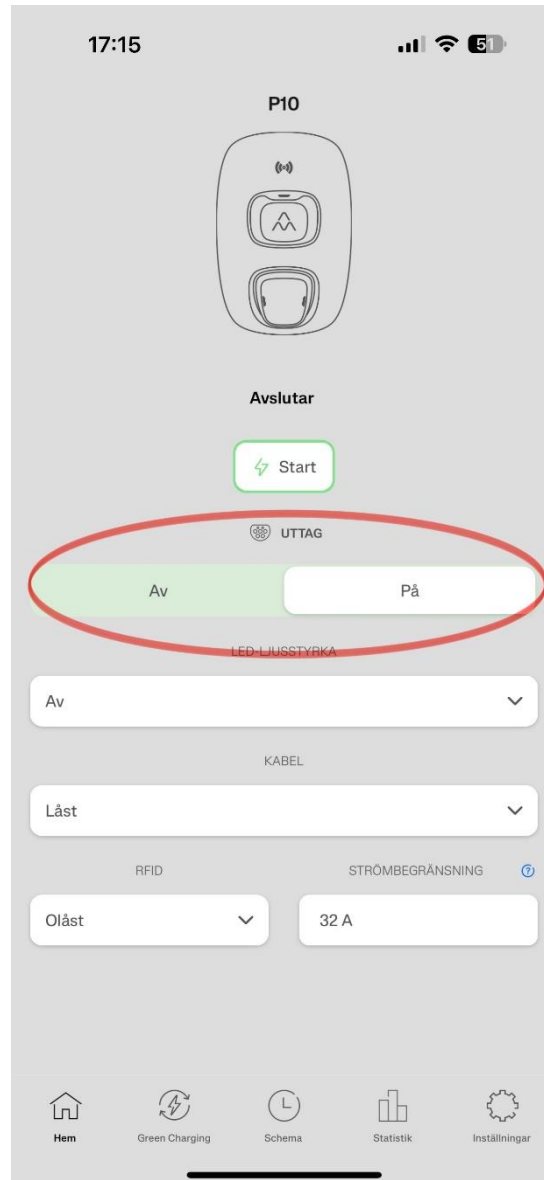 17:15
51
P10
Avslutar
Start
UTTAG
Av På
LED-LJUSSTYRKA
Av
KABEL
Låst
RFID STRÖMBEGRÄNSNING ?
Olåst 32 A
Hem Green Charging Schema Statistik Inställningar